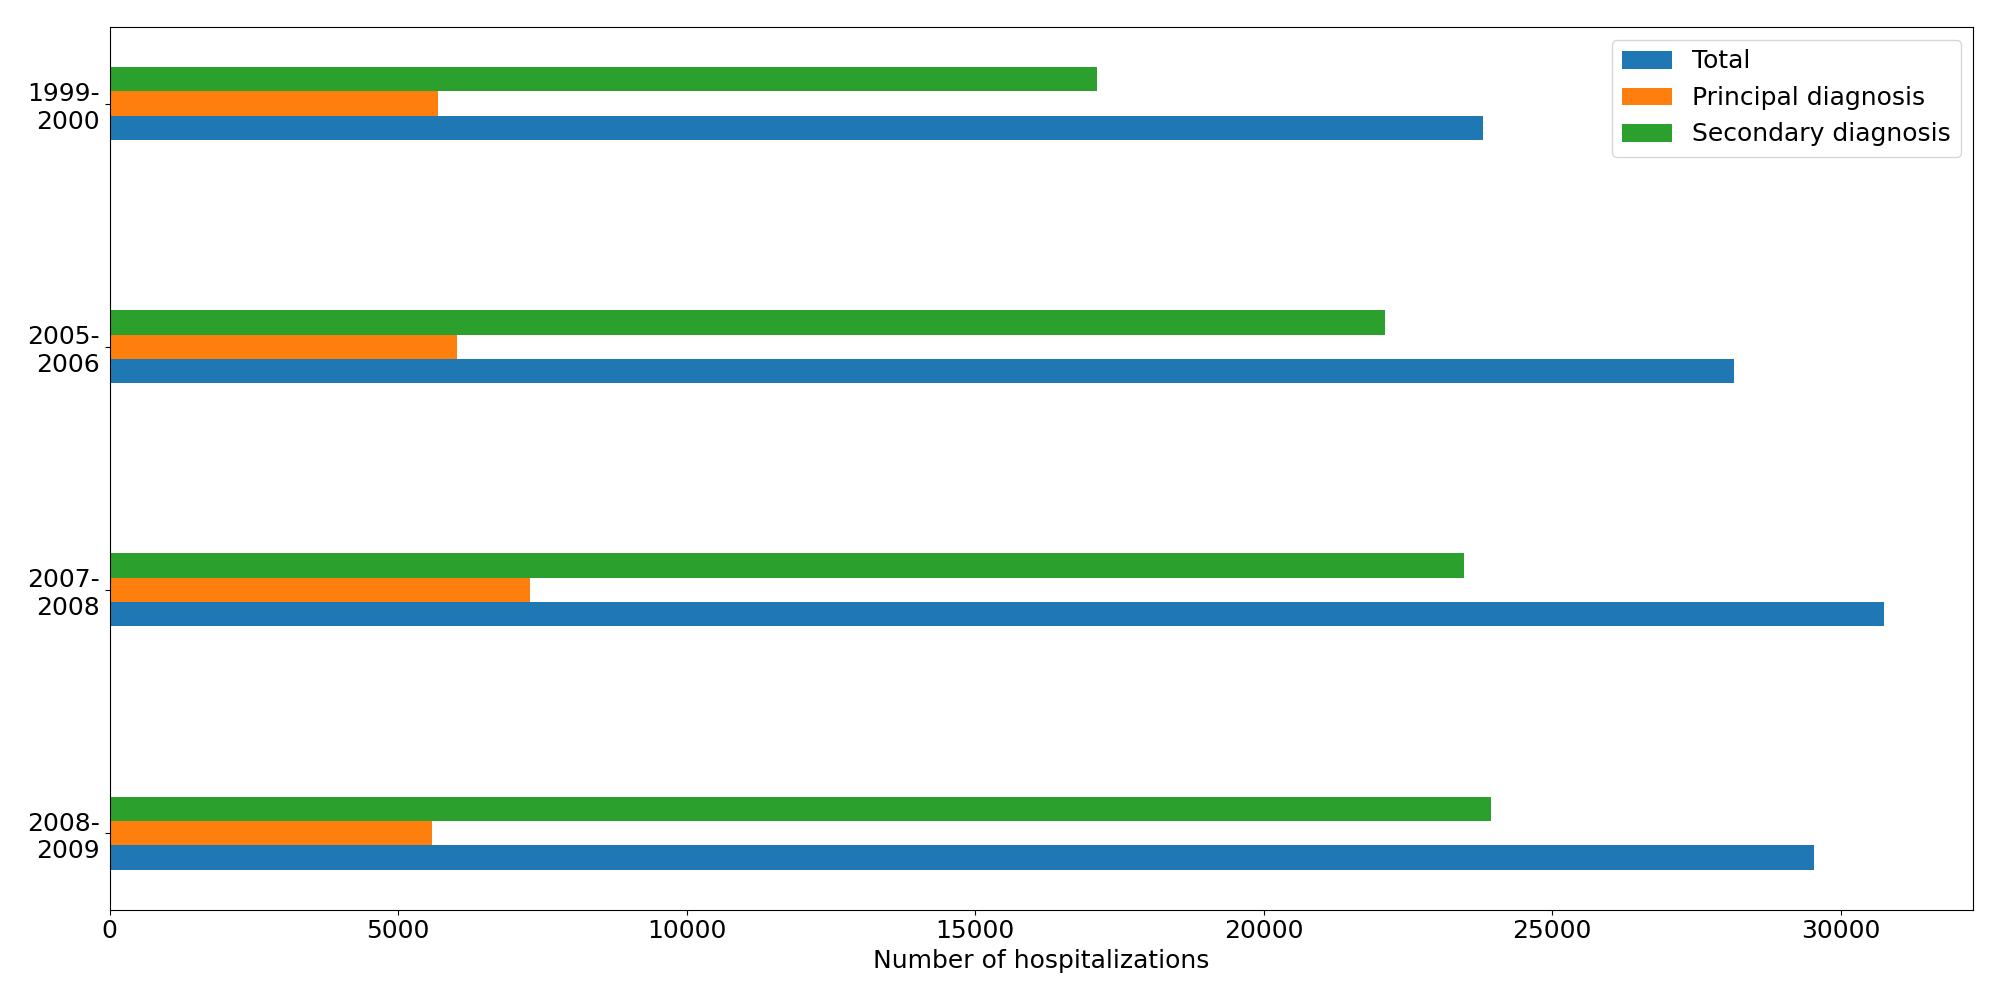 Total
Principal diagnosis
Secondary diagnosis
1999-
2000
2005-
2006
2007-
2008
2008-
2009
0 5000 10000 15000 20000 25000 30000
Number of hospitalizations